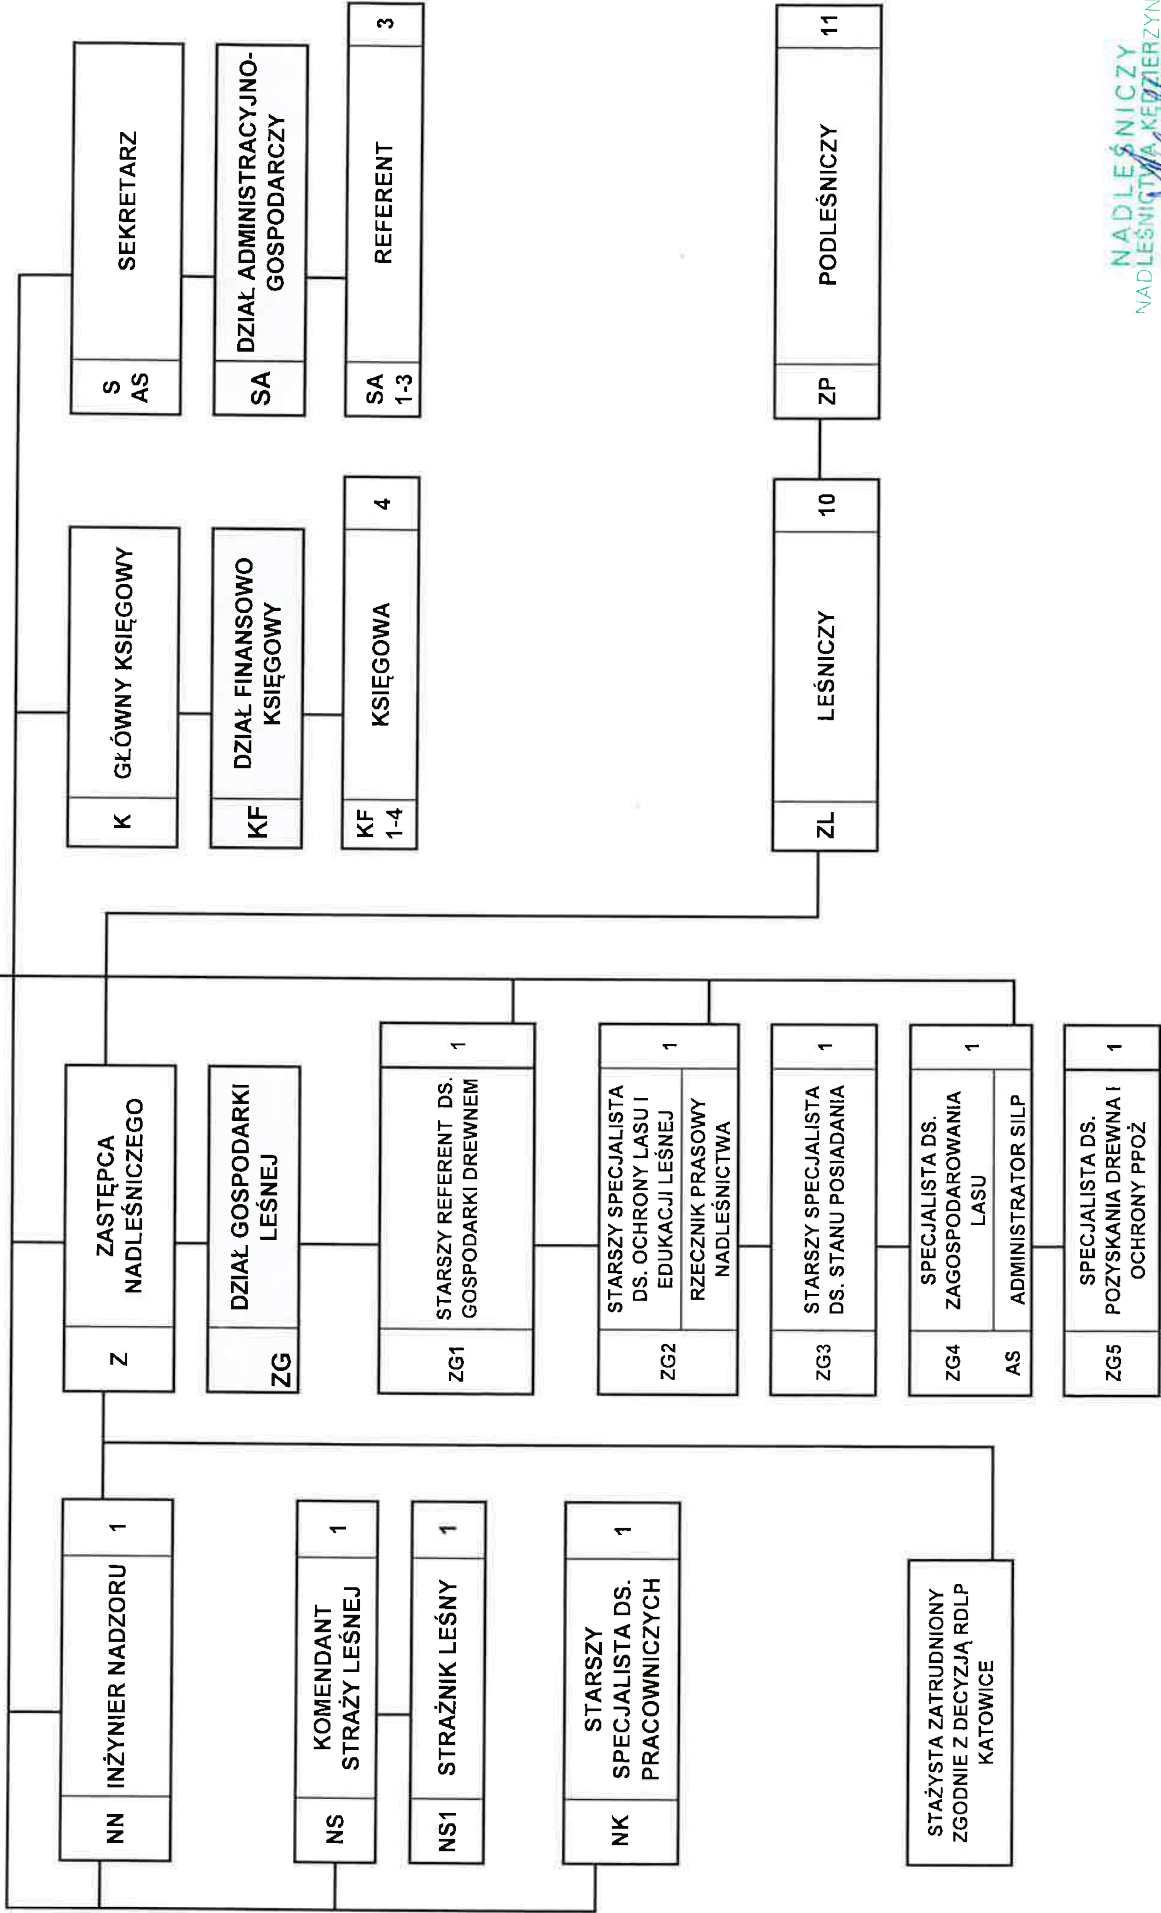 NN
INŻYNIER NADZORU
1
NS
KOMENDANT
STRAŻY LEŚNEJ
1
NS1
STRAŻNIK LEŚNY
1
NK
STARSZY
SPECJALISTA DS.
PRACOWNICZYCH
1
STAŻYSTA ZATRUDNIONY
ZGODNIE Z DECYZJĄ RDLP
KATOWICE
Z
ZASTĘPCA
NADLEŚNICZEGO
ZG
DZIAŁ GOSPODARKI
LEŚNEJ
ZG1
STARSZY REFERENT DS.
GOSPODARKI DREWNEM
1
ZG2
STARSZY SPECJALISTA
DS. OCHRONY LASU I
EDUKACJI LEŚNEJ
RZECZNIK PRASOWY
NADLEŚNICTWA
1
ZG3
STARSZY SPECJALISTA
DS. STANU POSIADANIA
1
ZG4
SPECJALISTA DS.
ZAGOSPODAROWANIA
LASU
1
AS
ADMINISTRATOR SILP
ZG5
SPECJALISTA DS.
POZYSKANIA DREWNA I
OCHRONY PPOŻ
1
K
GŁÓWNY KSIĘGOWY
KF
DZIAŁ FINANSOWO
KSIĘGOWY
KF
1-4
KSIĘGOWA
4
ZL
LEŚNICZY
10
S
AS
SEKRETARZ
SA
DZIAŁ ADMINISTRACYJNO-
GOSPODARCZY
SA
1-3
REFERENT
3
ZP
PODLEŚNICZY
11
NADLEŚNICZY
NADLEŚNICTWA KĘDZIERZYN